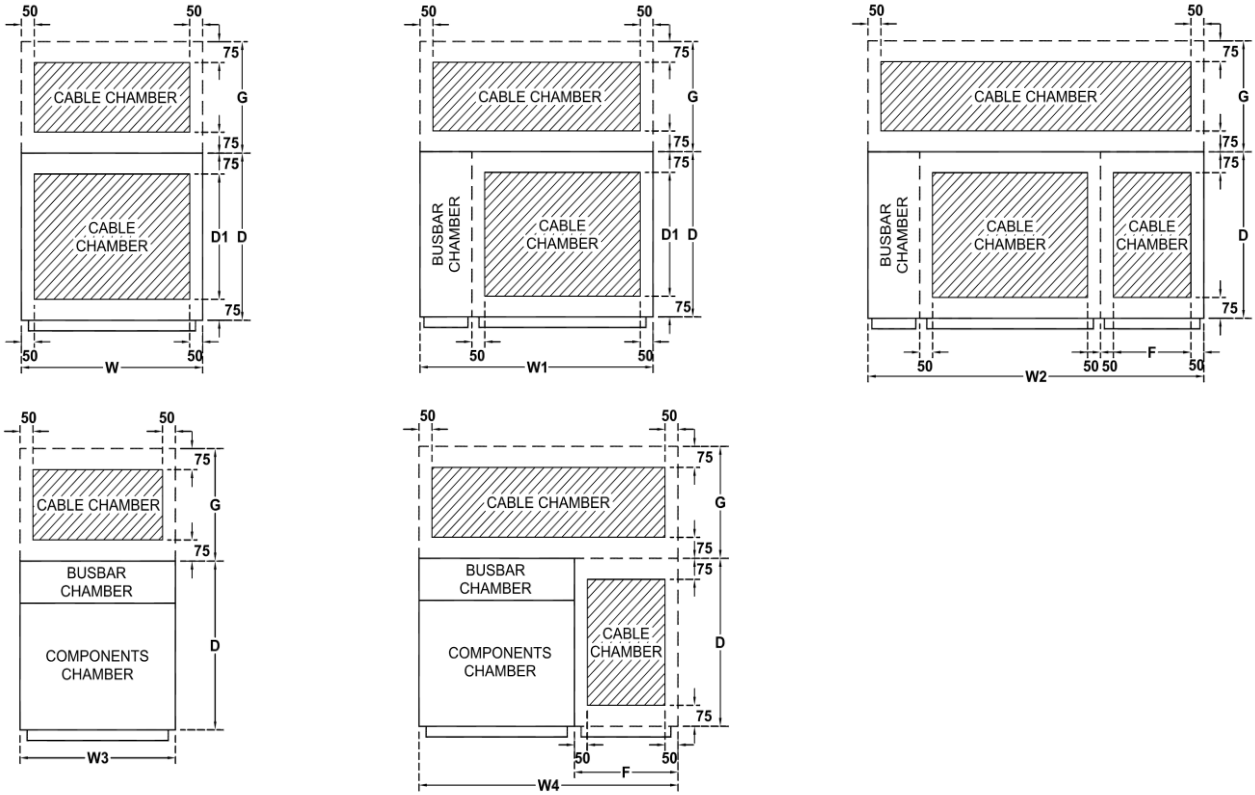 50 50
75
CABLE CHAMBER
G
75
75
CABLE
CHAMBER
D1 D
75
50 50
W
50 50
75
CABLE CHAMBER
G
75
75
BUSBAR
CHAMBER
CABLE
CHAMBER
D1 D
75
50 50
W1
50 50
75
CABLE CHAMBER
G
75
75
BUSBAR
CHAMBER
CABLE
CHAMBER
CABLE
CHAMBER
D
75
50 50 50 F 50
W2
50 50
75
CABLE CHAMBER
G
75
BUSBAR
CHAMBER
COMPONENTS
CHAMBER
D
W3
50 50
75
CABLE CHAMBER
G
75
75
BUSBAR
CHAMBER
COMPONENTS
CHAMBER
CABLE
CHAMBER
D
75
50 50
F
W4